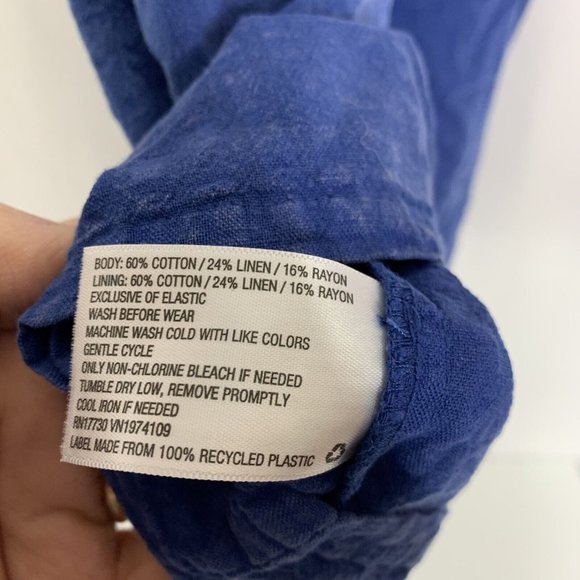 BODY: 60% COTTON / 24% LINEN / 16% RAYON
LINING: 60% COTTON / 24% LINEN / 16% RAYON
EXCLUSIVE OF ELASTIC
WASH BEFORE WEAR
MACHINE WASH COLD WITH LIKE COLORS
GENTLE CYCLE
ONLY NON-CHLORINE BLEACH IF NEEDED
TUMBLE DRY LOW, REMOVE PROMPTLY
COOL IRON IF NEEDED
RN17730 VN1974109
LABEL MADE FROM 100% RECYCLED PLASTIC